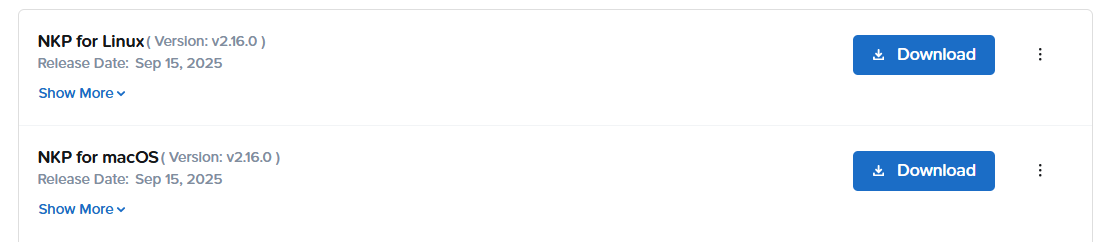 NKP for Linux ( Version: v2.16.0 )
Release Date: Sep 15, 2025
Download
Show More
NKP for macOS ( Version: v2.16.0 )
Release Date: Sep 15, 2025
Download
Show More